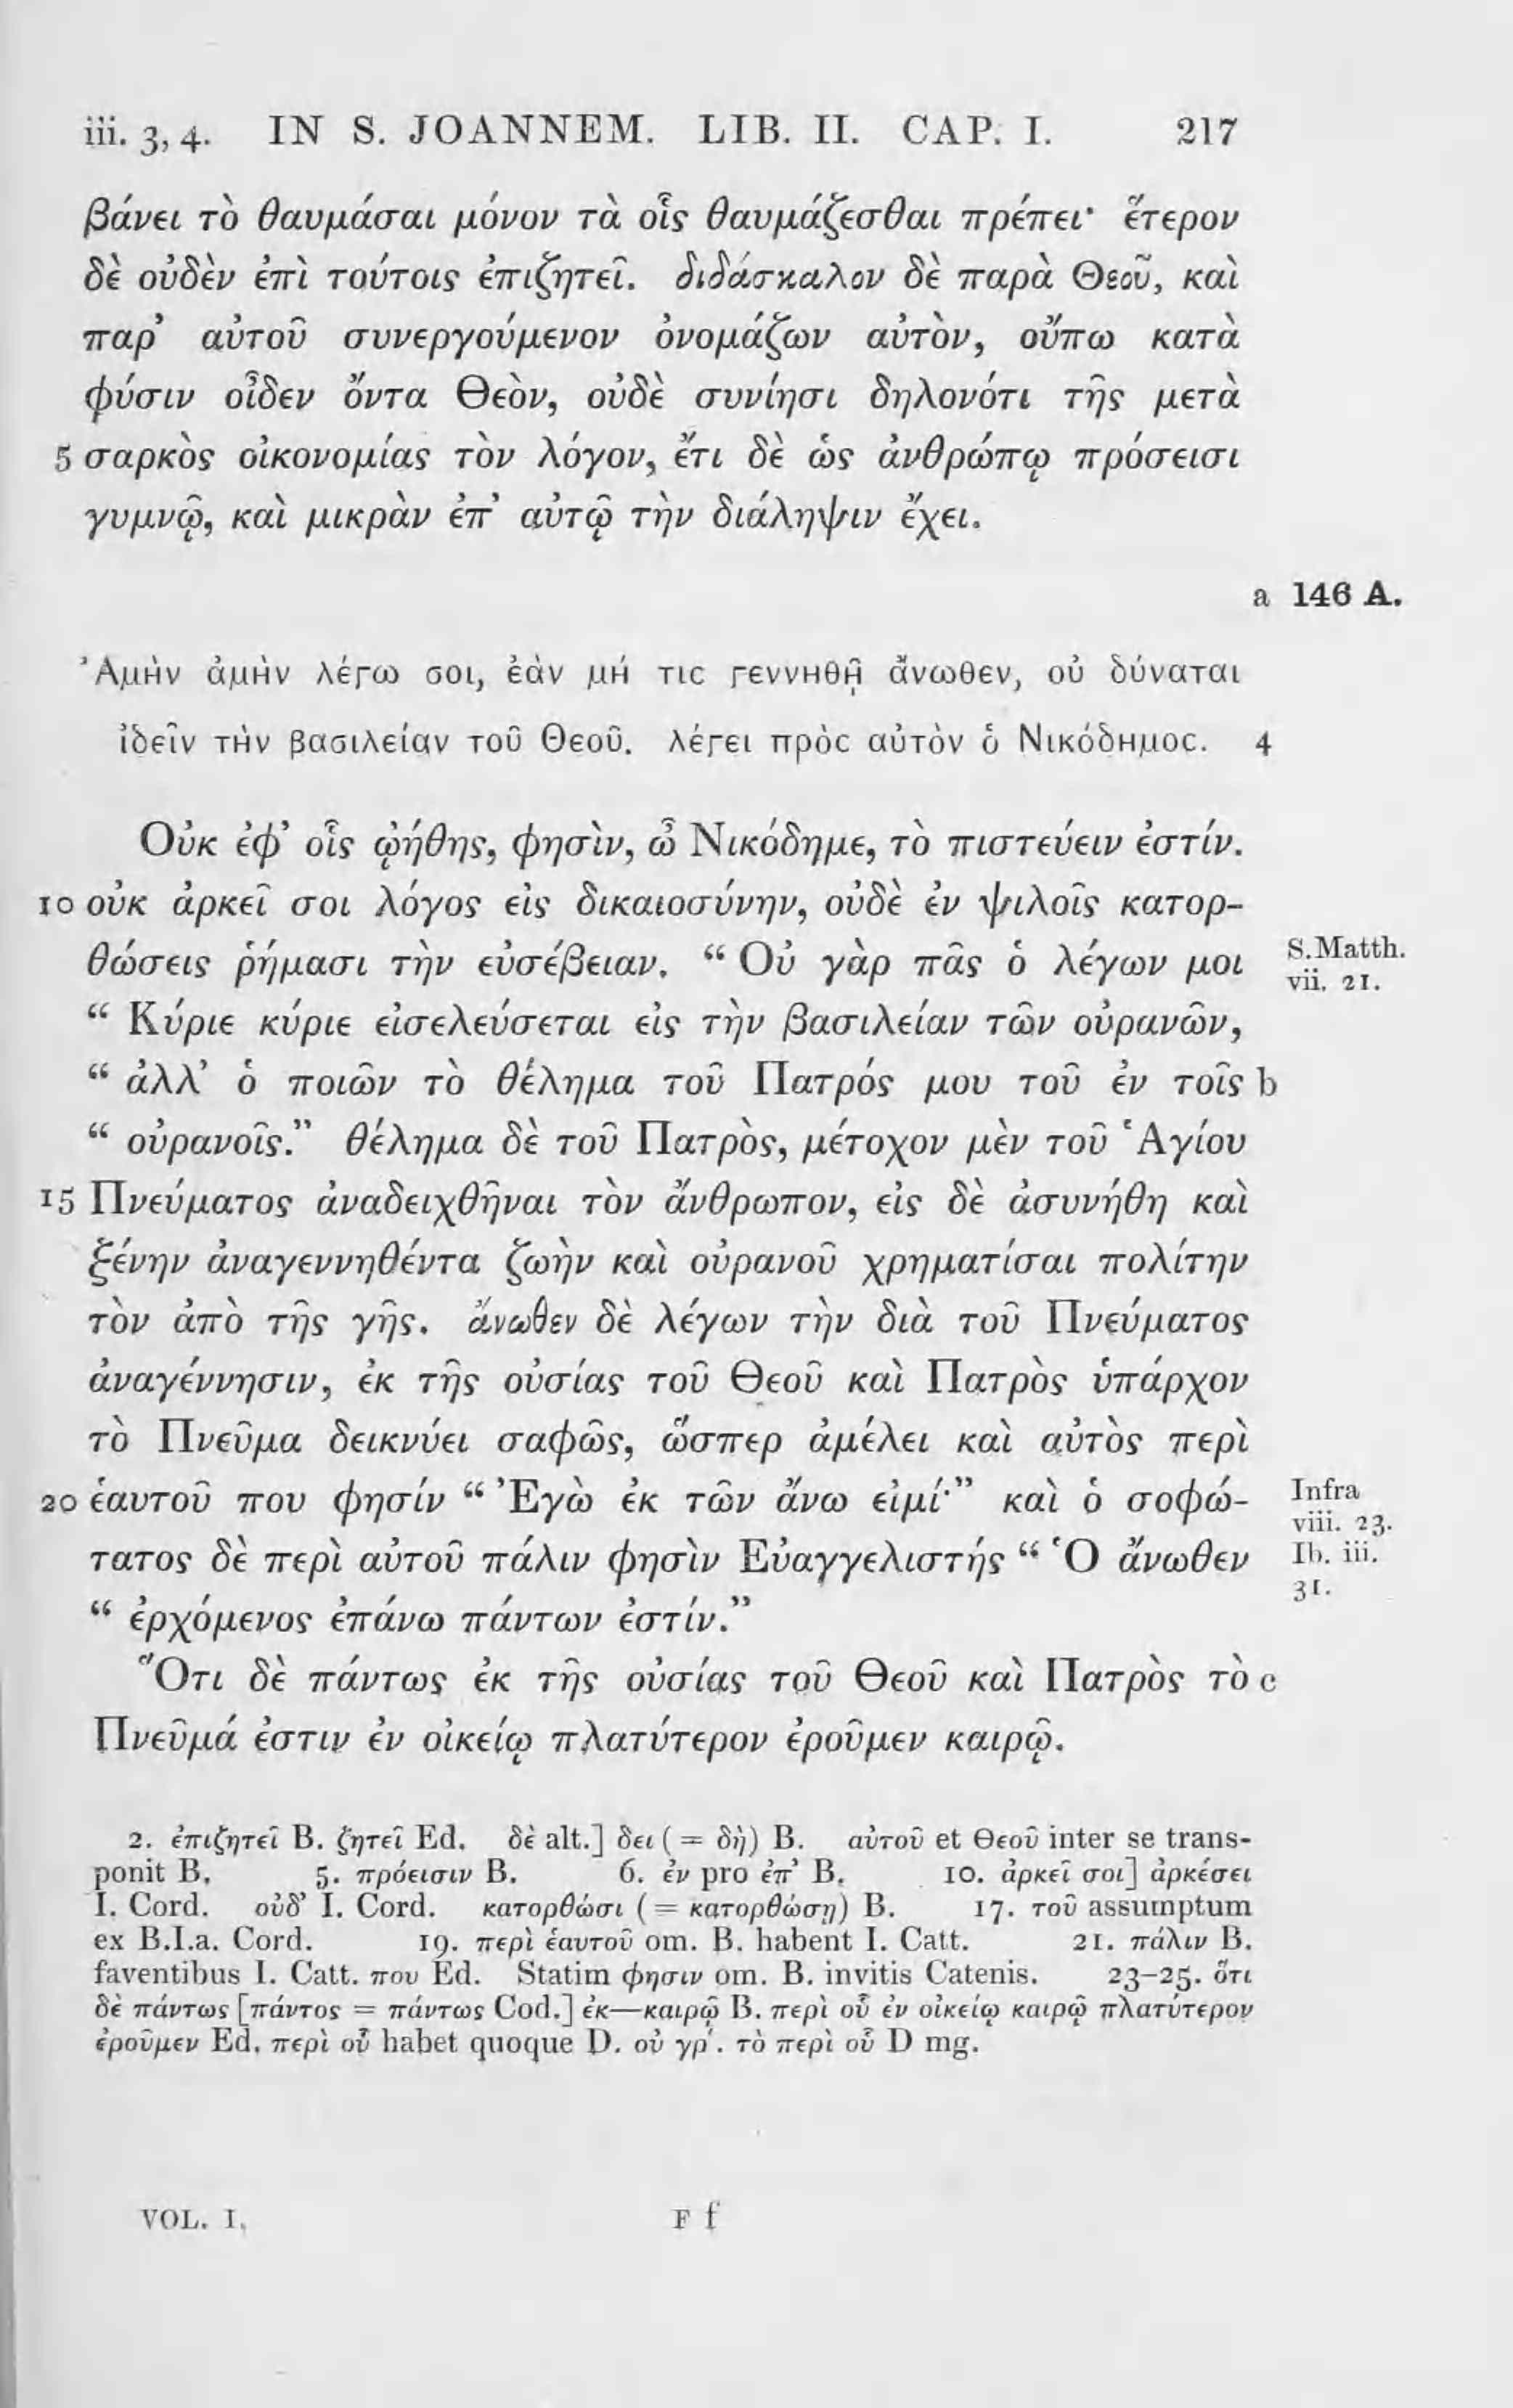 iii. 3, 4. IN S. JOANNEM. LIB. II. CAP. I. 217
βάνει τὸ θαυμάσαι μόνον τὰ οἷς θαυμάζεσθαι πρέπει· ἕτερον
δὲ οὐδὲν ἐπὶ τούτοις ἐπιζητεῖ. διδάσκαλον δὲ παρὰ Θεοῦ, καὶ
παρ’ αὐτοῦ συνεργούμενον ὀνομάζων αὐτὸν, οὔπω κατὰ
φύσιν οἶδεν ὄντα Θεὸν, οὐδὲ συνίησι δηλονότι τῆς μετὰ
5 σαρκὸς οἰκονομίας τὸν λόγον, ἔτι δὲ ὡς ἀνθρώπῳ πρόσεισι
γυμνῷ, καὶ μικρὰν ἐπ’ αὐτῷ τὴν διάληψιν ἔχει.
a 146 A.
Ἀμὴν ἀμὴν λέγω σοι, ἐὰν μή τις γεννηθῇ ἄνωθεν, οὐ δύναται
ἰδεῖν τὴν βασιλείαν τοῦ Θεοῦ. λέγει πρὸς αὐτὸν ὁ Νικόδημος. 4
Οὐκ ἐφ’ οἷς ᾠήθης, φησὶν, ὦ Νικόδημε, τὸ πιστεύειν ἐστίν.
10 οὐκ ἀρκεῖ σοι λόγος εἰς δικαιοσύνην, οὐδὲ ἐν ψιλοῖς κατορ-
θώσεις ῥήμασι τὴν εὐσέβειαν. “ Οὐ γὰρ πᾶς ὁ λέγων μοι S. Matth. vii. 21.
“ Κύριε κύριε εἰσελεύσεται εἰς τὴν βασιλείαν τῶν οὐρανῶν,
“ ἀλλ’ ὁ ποιῶν τὸ θέλημα τοῦ Πατρός μου τοῦ ἐν τοῖς b
“ οὐρανοῖς.” θέλημα δὲ τοῦ Πατρὸς, μέτοχον μὲν τοῦ Ἁγίου
15 Πνεύματος ἀναδειχθῆναι τὸν ἄνθρωπον, εἰς δὲ ἀσυνήθη καὶ
ξένην ἀναγεννηθέντα ζωὴν καὶ οὐρανοῦ χρηματίσαι πολίτην
τὸν ἀπὸ τῆς γῆς. ἄνωθεν δὲ λέγων τὴν διὰ τοῦ Πνεύματος
ἀναγέννησιν, ἐκ τῆς οὐσίας τοῦ Θεοῦ καὶ Πατρὸς ὑπάρχον
τὸ Πνεῦμα δεικνύει σαφῶς, ὥσπερ ἀμέλει καὶ αὐτὸς περὶ
20 ἑαυτοῦ που φησίν “ Ἐγὼ ἐκ τῶν ἄνω εἰμί·” καὶ ὁ σοφώ- Infra viii. 23.
τατος δὲ περὶ αὐτοῦ πάλιν φησὶν Εὐαγγελιστής “ Ὁ ἄνωθεν Ib. iii. 31.
“ ἐρχόμενος ἐπάνω πάντων ἐστίν.”
Ὅτι δὲ πάντως ἐκ τῆς οὐσίας τοῦ Θεοῦ καὶ Πατρὸς τὸ c
Πνεῦμά ἐστιν ἐν οἰκείῳ πλατύτερον ἐροῦμεν καιρῷ.
2. ἐπιζητεῖ B. ζητεῖ Ed. δὲ alt.] δει ( = δὴ) B. αὐτοῦ et Θεοῦ inter se trans-
ponit B. 5. πρόεισιν B. 6. ἐν pro ἐπ’ B. 10. ἀρκεῖ σοι] ἀρκέσει
I. Cord. οὐδ’ I. Cord. κατορθώσι ( = κατορθώσῃ) B. 17. τοῦ assumptum
ex B.I.a. Cord. 19. περὶ ἑαυτοῦ om. B. habent I. Catt. 21. πάλιν B.
faventibus I. Catt. που Ed. Statim φησιν om. B. invitis Catenis. 23–25. ὅτι
δὲ πάντως [πάντος = πάντως Cod.] ἐκ—καιρῷ B. περὶ οὗ ἐν οἰκείῳ καιρῷ πλατύτερον
ἐροῦμεν Ed. περὶ οὗ habet quoque D. οὐ γρ΄. τὸ περὶ οὗ D mg.
VOL. I. F f